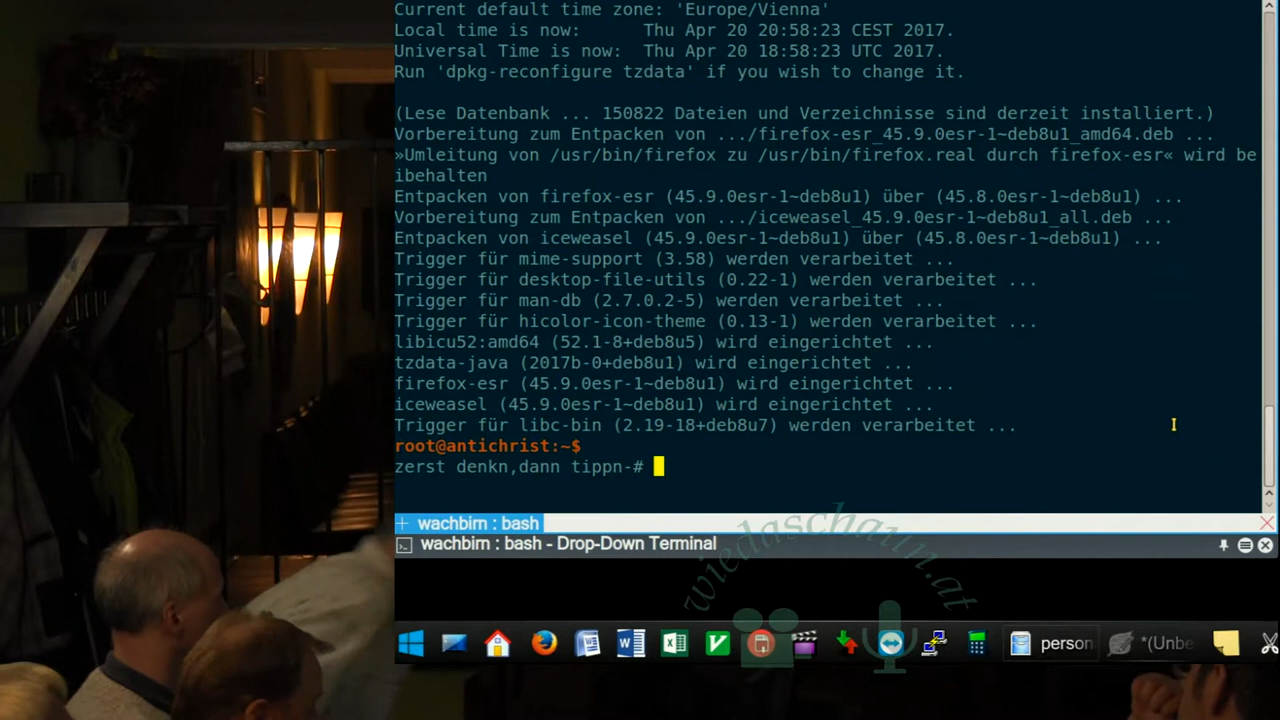 Current default time zone: 'Europe/Vienna'
Local time is now:      Thu Apr 20 20:58:23 CEST 2017.
Universal Time is now:  Thu Apr 20 18:58:23 UTC 2017.
Run 'dpkg-reconfigure tzdata' if you wish to change it.
(Lese Datenbank ... 150822 Dateien und Verzeichnisse sind derzeit installiert.)
Vorbereitung zum Entpacken von .../firefox-esr_45.9.0esr-1~deb8u1_amd64.deb ...
»Umleitung von /usr/bin/firefox zu /usr/bin/firefox.real durch firefox-esr« wird be
ibehalten
Entpacken von firefox-esr (45.9.0esr-1~deb8u1) über (45.8.0esr-1~deb8u1) ...
Vorbereitung zum Entpacken von .../iceweasel_45.9.0esr-1~deb8u1_all.deb ...
Entpacken von iceweasel (45.9.0esr-1~deb8u1) über (45.8.0esr-1~deb8u1) ...
Trigger für mime-support (3.58) werden verarbeitet ...
Trigger für desktop-file-utils (0.22-1) werden verarbeitet ...
Trigger für man-db (2.7.0.2-5) werden verarbeitet ...
Trigger für hicolor-icon-theme (0.13-1) werden verarbeitet ...
libicu52:amd64 (52.1-8+deb8u5) wird eingerichtet ...
tzdata-java (2017b-0+deb8u1) wird eingerichtet ...
firefox-esr (45.9.0esr-1~deb8u1) wird eingerichtet ...
iceweasel (45.9.0esr-1~deb8u1) wird eingerichtet ...
Trigger für libc-bin (2.19-18+deb8u7) werden verarbeitet ...
root@antichrist:~$
zerst denkn,dann tippn-#
wachbirn : bash
wachbirn : bash - Drop-Down Terminal
person
*(Unbe